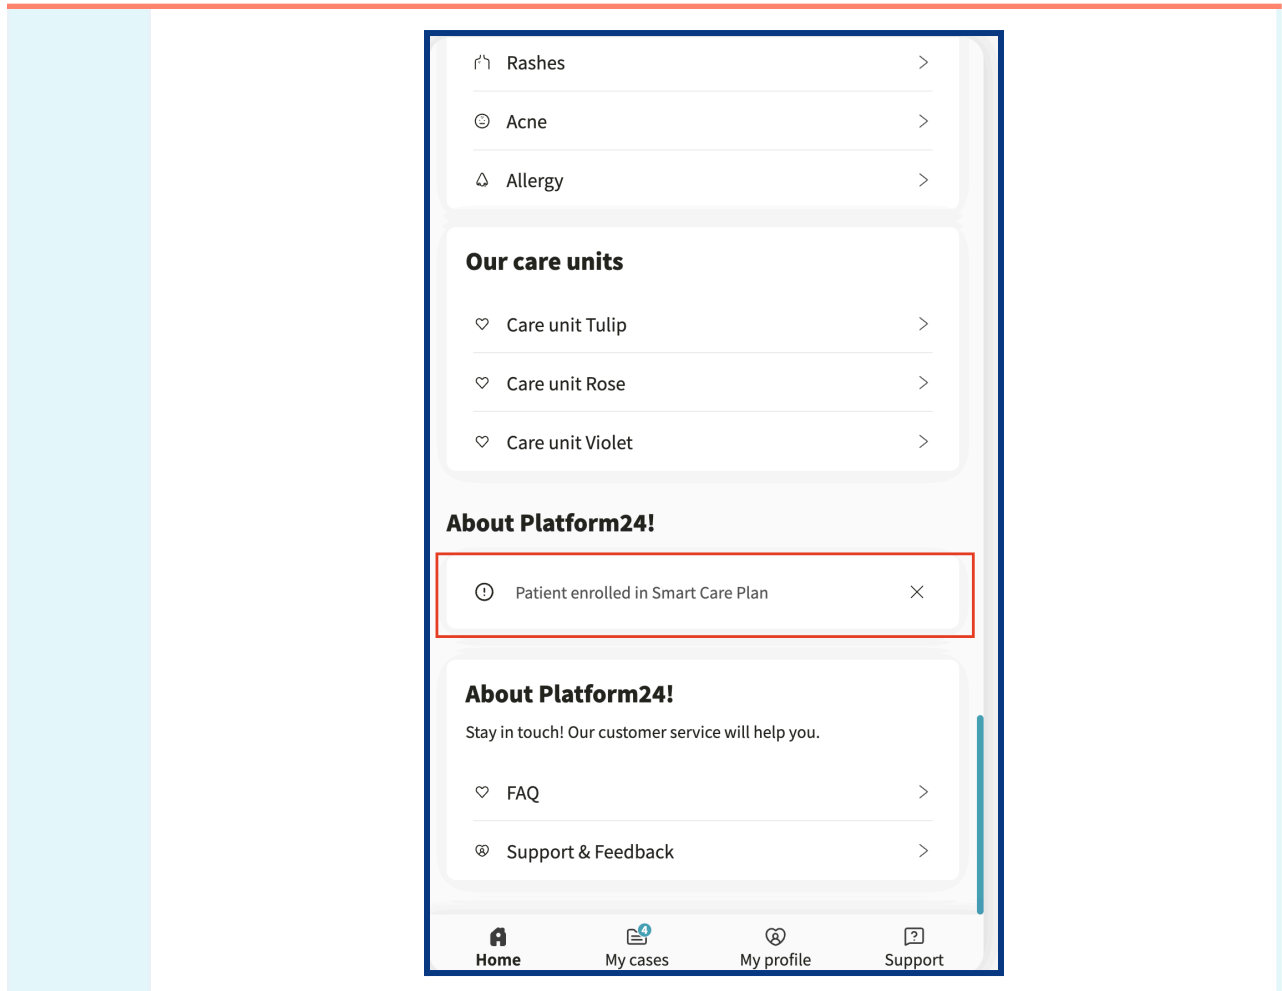 Rashes
Acne
Allergy
Our care units
Care unit Tulip
Care unit Rose
Care unit Violet
About Platform24!
Patient enrolled in Smart Care Plan
About Platform24!
Stay in touch! Our customer service will help you.
FAQ
Support & Feedback
4
Home My cases My profile Support